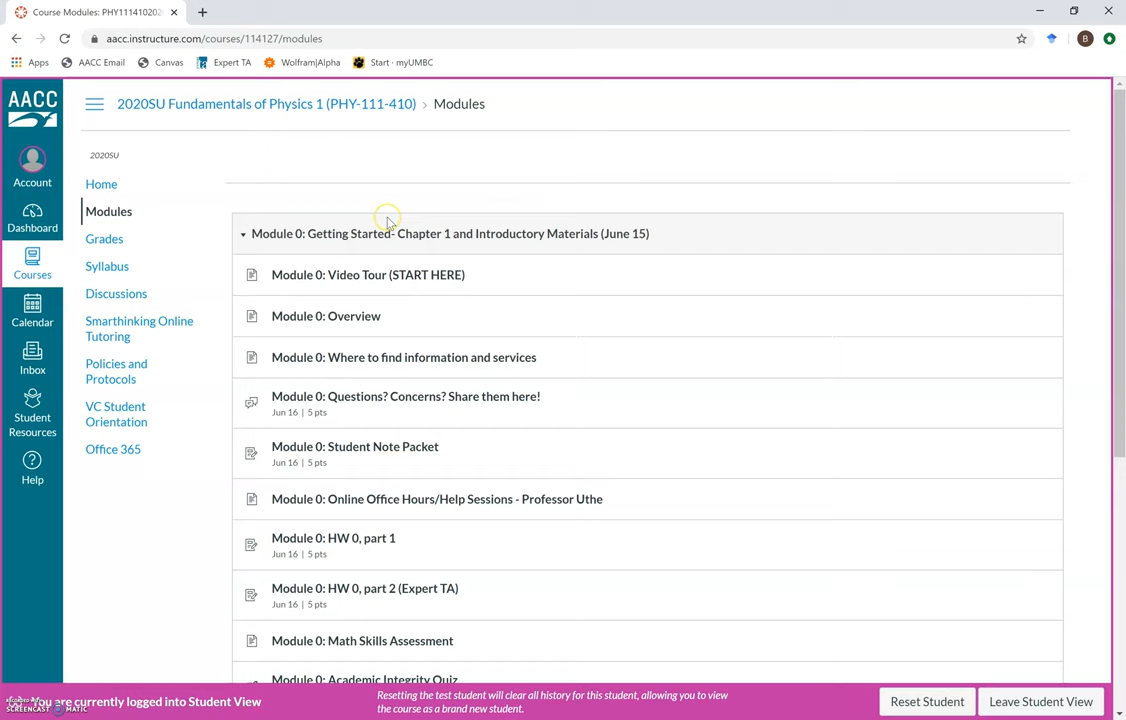 Course Modules: PHY11141020
aacc.instructure.com/courses/114127/modules
B
Apps AACC Email Canvas Expert TA Wolfram|Alpha Start · myUMBC
AACC
Account
Dashboard
Courses
Calendar
Inbox
Student Resources
Help
2020SU Fundamentals of Physics 1 (PHY-111-410) › Modules
2020SU
Home
Modules
Grades
Syllabus
Discussions
Smarthinking Online
Tutoring
Policies and
Protocols
VC Student
Orientation
Office 365
Module 0: Getting Started- Chapter 1 and Introductory Materials (June 15)
Module 0: Video Tour (START HERE)
Module 0: Overview
Module 0: Where to find information and services
Module 0: Questions? Concerns? Share them here!
Jun 16 | 5 pts
Module 0: Student Note Packet
Jun 16 | 5 pts
Module 0: Online Office Hours/Help Sessions - Professor Uthe
Module 0: HW 0, part 1
Jun 16 | 5 pts
Module 0: HW 0, part 2 (Expert TA)
Jun 16 | 5 pts
Module 0: Math Skills Assessment
Module 0: Academic Integrity Quiz
You are currently logged into Student View
SCREENCAST MATIC
Resetting the test student will clear all history for this student, allowing you to view
the course as a brand new student.
Reset Student
Leave Student View